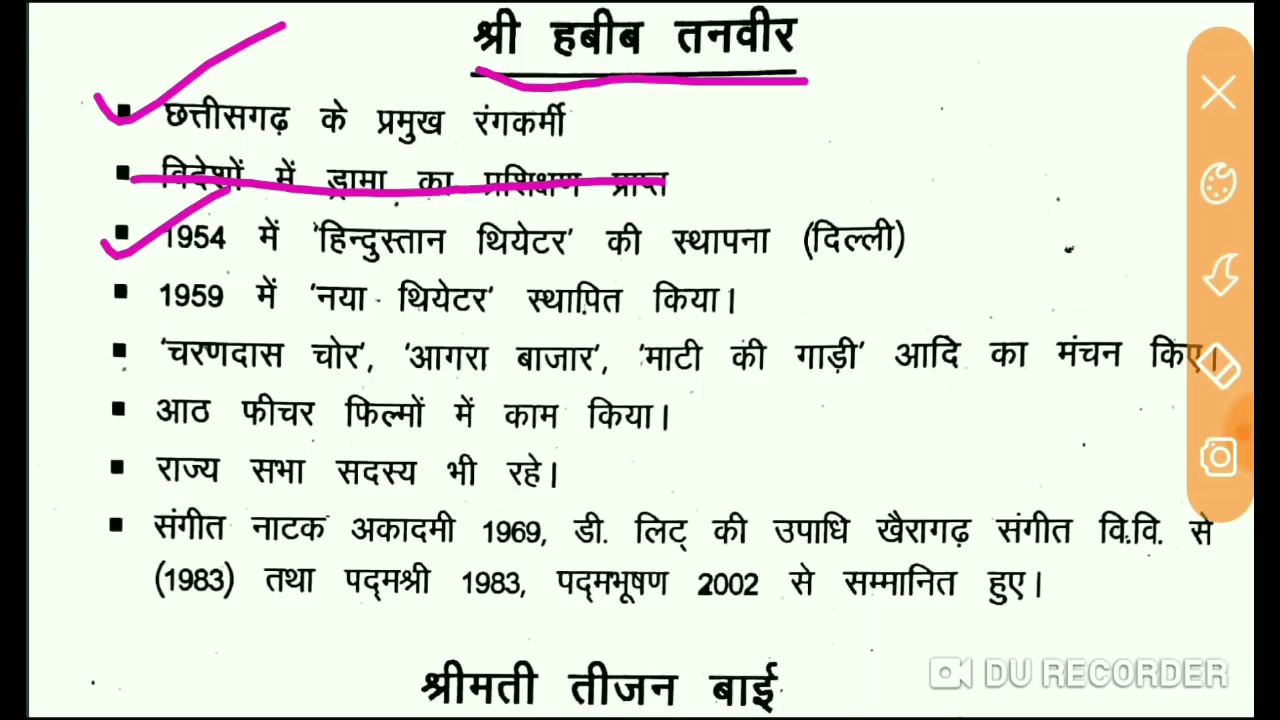 श्री हबीब तनवीर
▪ छत्तीसगढ़ के प्रमुख रंगकर्मी
▪ विदेशों में ड्रामा का प्रशिक्षण प्राप्त
▪ 1954 में 'हिन्दुस्तान थियेटर' की स्थापना (दिल्ली)
▪ 1959 में 'नया थियेटर' स्थापित किया।
▪ 'चरणदास चोर', 'आगरा बाजार', 'माटी की गाड़ी' आदि का मंचन किए।
▪ आठ फीचर फिल्मों में काम किया।
▪ राज्य सभा सदस्य भी रहे।
▪ संगीत नाटक अकादमी 1969, डी. लिट् की उपाधि खैरागढ़ संगीत वि.वि. से
(1983) तथा पद्मश्री 1983, पद्मभूषण 2002 से सम्मानित हुए।
श्रीमती तीजन बाई
DU RECORDER